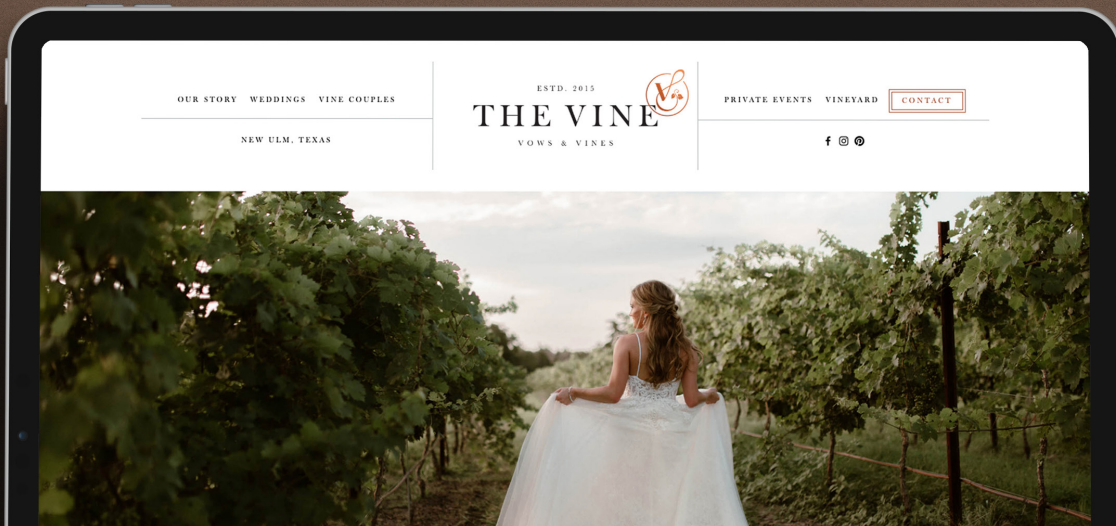 OUR STORY WEDDINGS VINE COUPLES
NEW ULM, TEXAS
ESTD. 2015
THE VINE
VOWS & VINES
PRIVATE EVENTS VINEYARD CONTACT